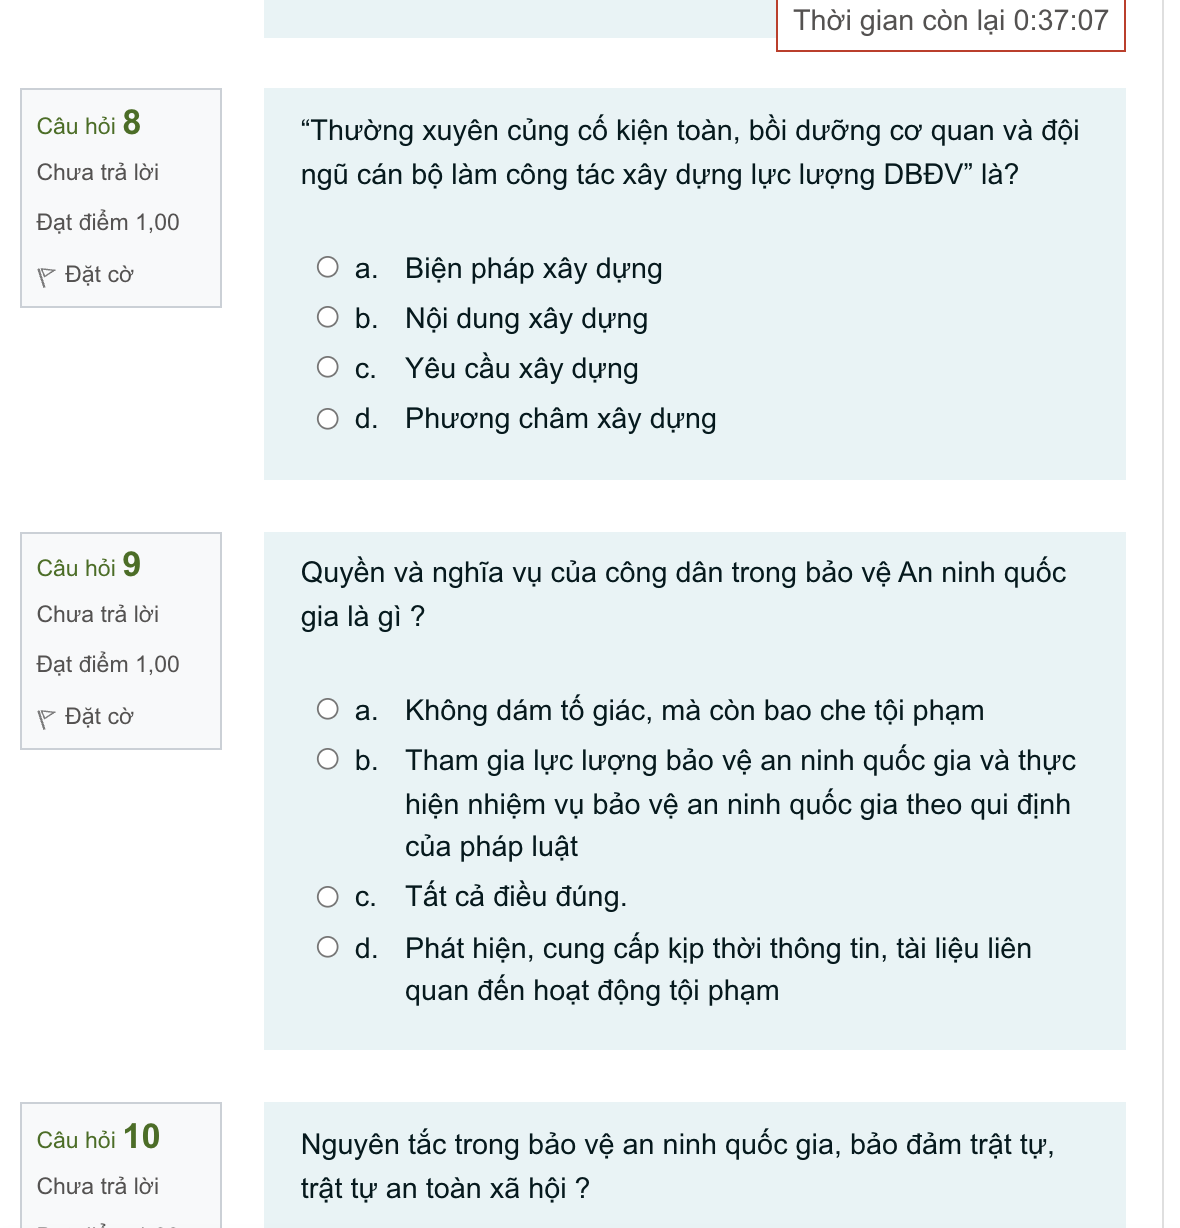 Thời gian còn lại 0:37:07
Câu hỏi 8
Chưa trả lời
Đạt điểm 1,00
Đặt cờ
“Thường xuyên củng cố kiện toàn, bồi dưỡng cơ quan và đội
ngũ cán bộ làm công tác xây dựng lực lượng DBĐV” là?
a. Biện pháp xây dựng
b. Nội dung xây dựng
c. Yêu cầu xây dựng
d. Phương châm xây dựng
Câu hỏi 9
Chưa trả lời
Đạt điểm 1,00
Đặt cờ
Quyền và nghĩa vụ của công dân trong bảo vệ An ninh quốc
gia là gì ?
a. Không dám tố giác, mà còn bao che tội phạm
b. Tham gia lực lượng bảo vệ an ninh quốc gia và thực
hiện nhiệm vụ bảo vệ an ninh quốc gia theo qui định
của pháp luật
c. Tất cả điều đúng.
d. Phát hiện, cung cấp kịp thời thông tin, tài liệu liên
quan đến hoạt động tội phạm
Câu hỏi 10
Chưa trả lời
Nguyên tắc trong bảo vệ an ninh quốc gia, bảo đảm trật tự,
trật tự an toàn xã hội ?